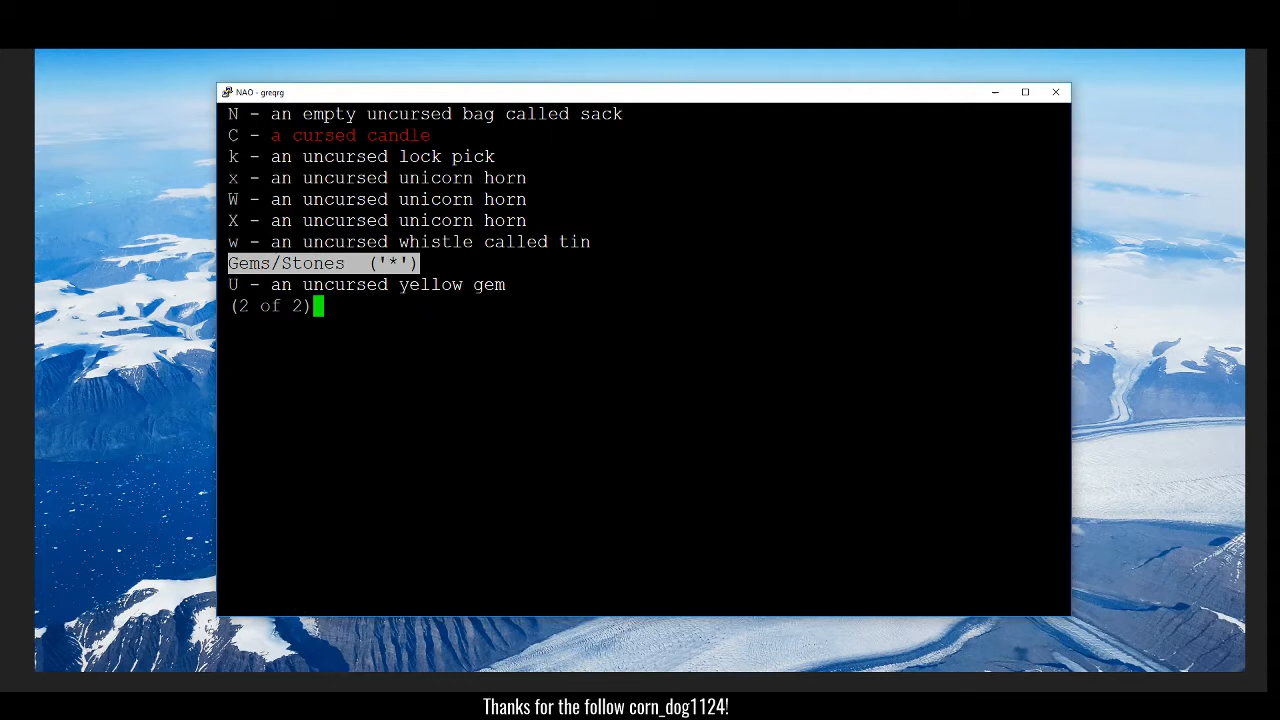 NAO - greqrg
N - an empty uncursed bag called sack
C - a cursed candle
k - an uncursed lock pick
x - an uncursed unicorn horn
W - an uncursed unicorn horn
X - an uncursed unicorn horn
w - an uncursed whistle called tin
Gems/Stones  ('*')
U - an uncursed yellow gem
(2 of 2)
Thanks for the follow corn_dog1124!